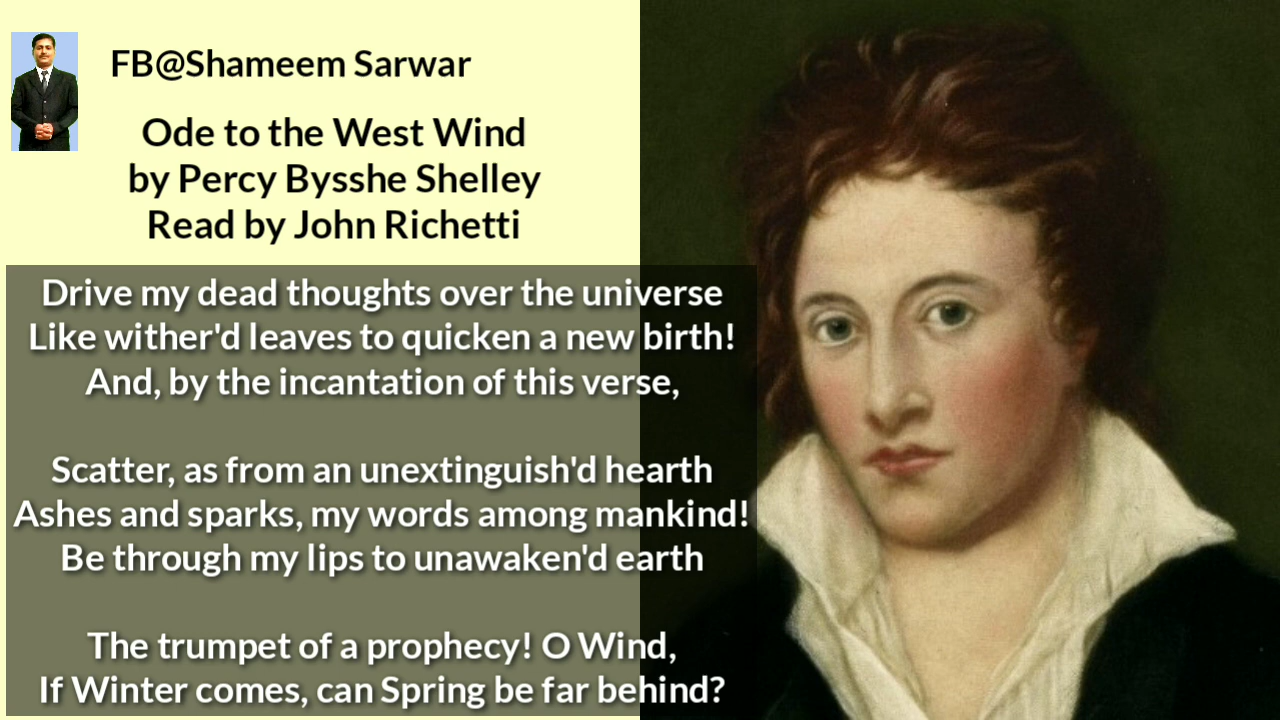 FB@Shameem Sarwar
Ode to the West Wind
by Percy Bysshe Shelley
Read by John Richetti
Drive my dead thoughts over the universe
Like wither'd leaves to quicken a new birth!
And, by the incantation of this verse,
Scatter, as from an unextinguish'd hearth
Ashes and sparks, my words among mankind!
Be through my lips to unawaken'd earth
The trumpet of a prophecy! O Wind,
If Winter comes, can Spring be far behind?